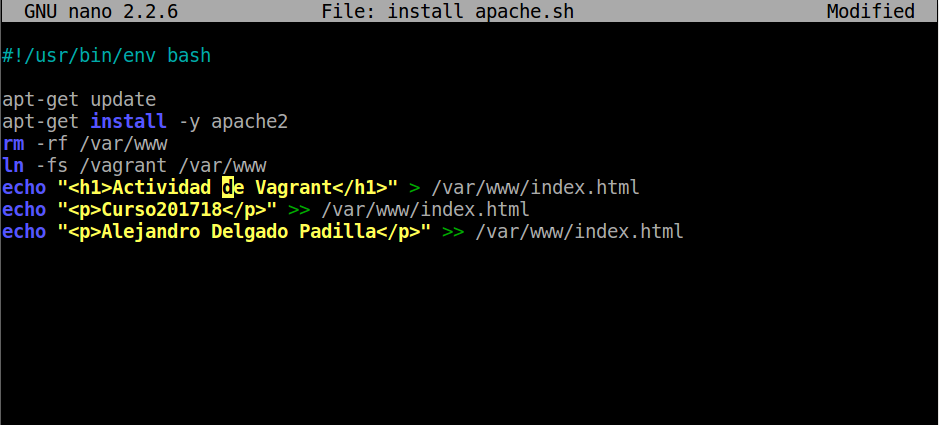 GNU nano 2.2.6 File: install apache.sh Modified
#!/usr/bin/env bash
apt-get update
apt-get install -y apache2
rm -rf /var/www
ln -fs /vagrant /var/www
echo "<h1>Actividad de Vagrant</h1>" > /var/www/index.html
echo "<p>Curso201718</p>" >> /var/www/index.html
echo "<p>Alejandro Delgado Padilla</p>" >> /var/www/index.html